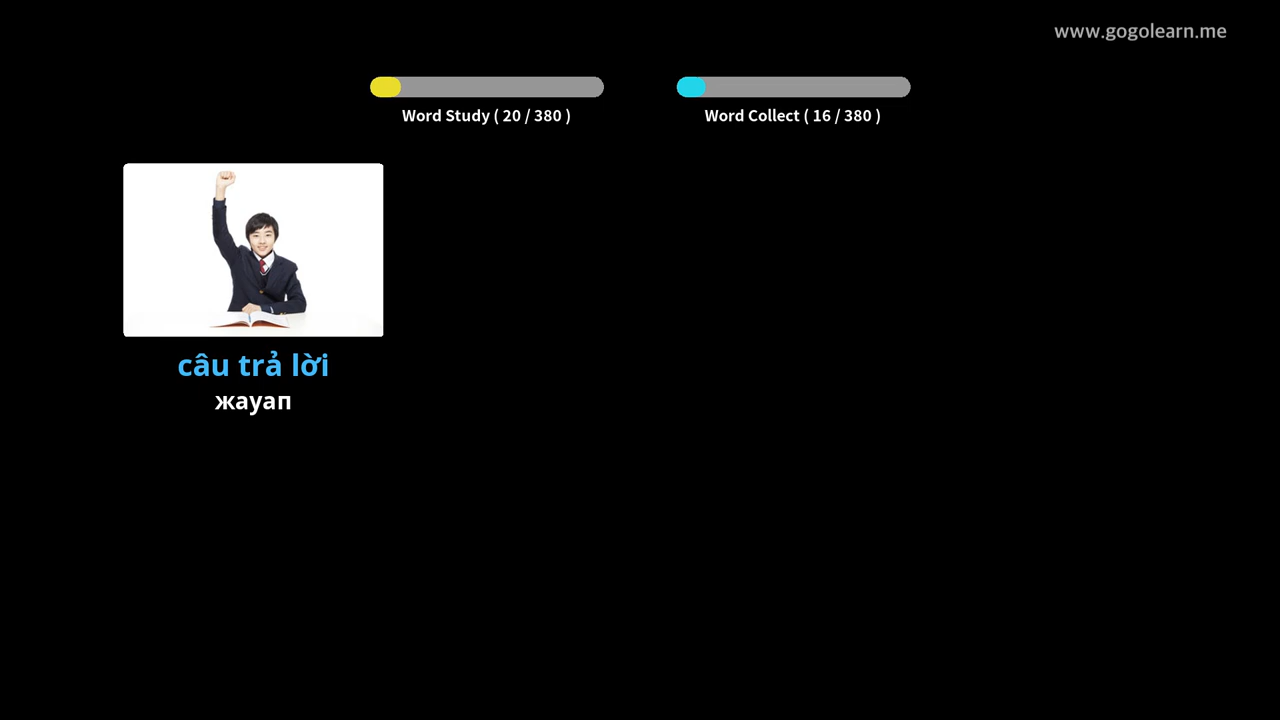 www.gogolearn.me
Word Study ( 20 / 380 )
Word Collect ( 16 / 380 )
câu trả lời
жауап